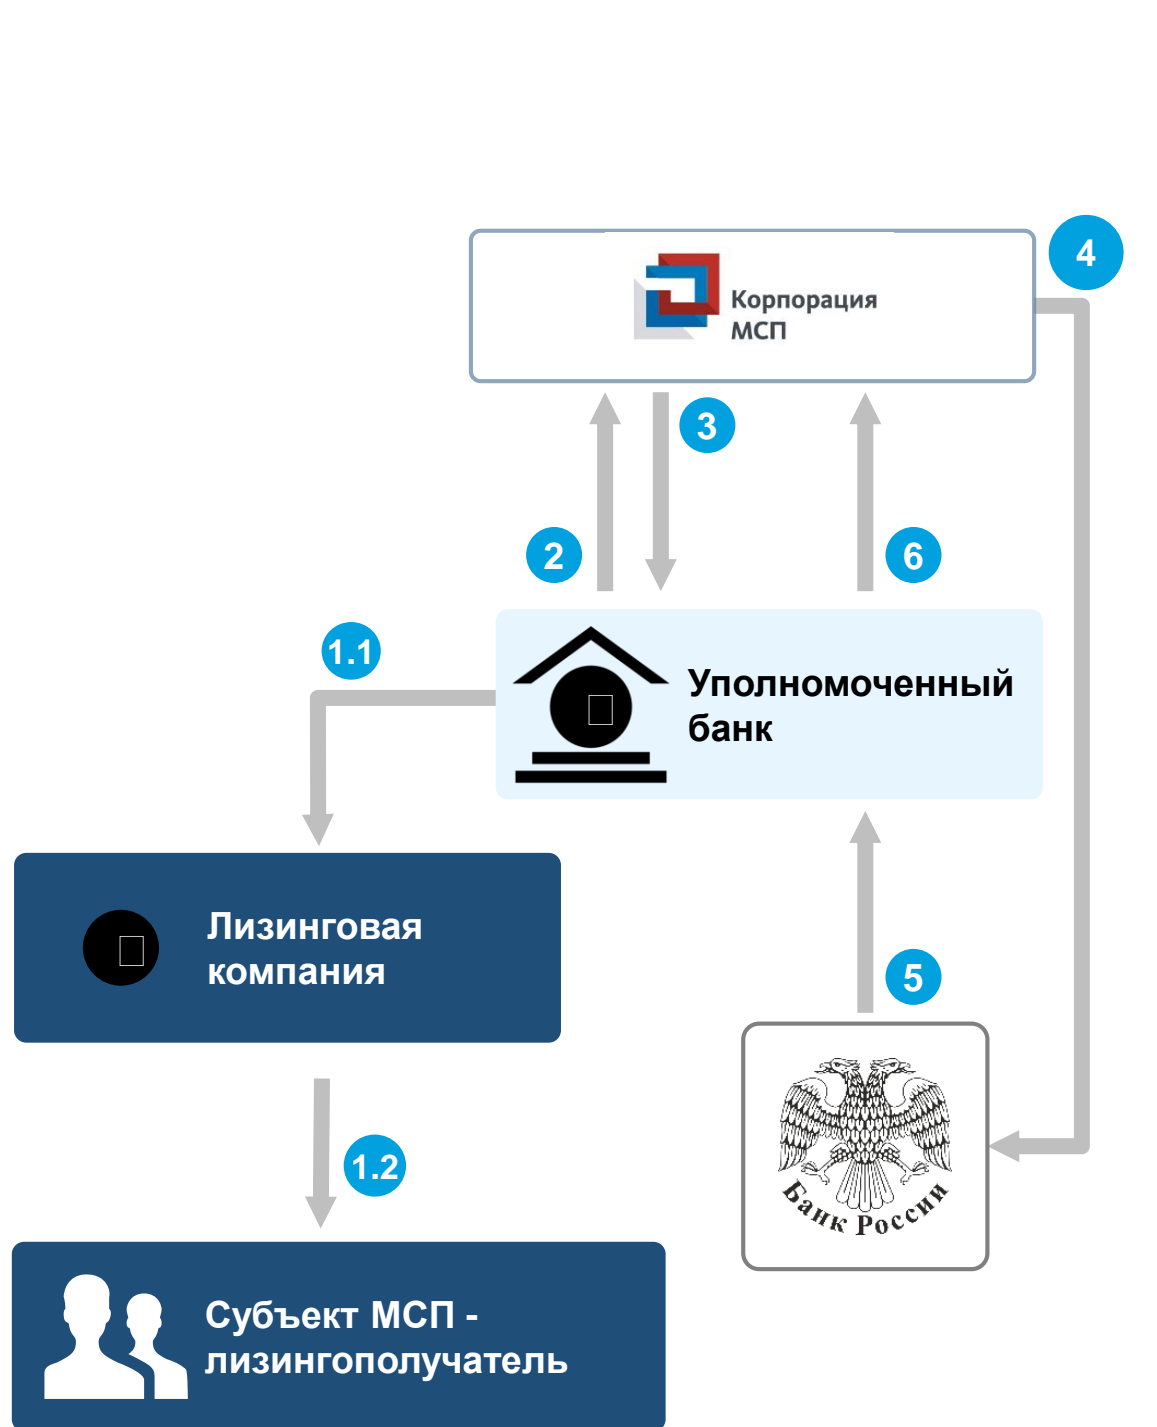 4
Корпорация
МСП
3
2
6
1.1
Уполномоченный
банк
Лизинговая
компания
5
1.2
Банк России
Субъект МСП -
лизингополучатель